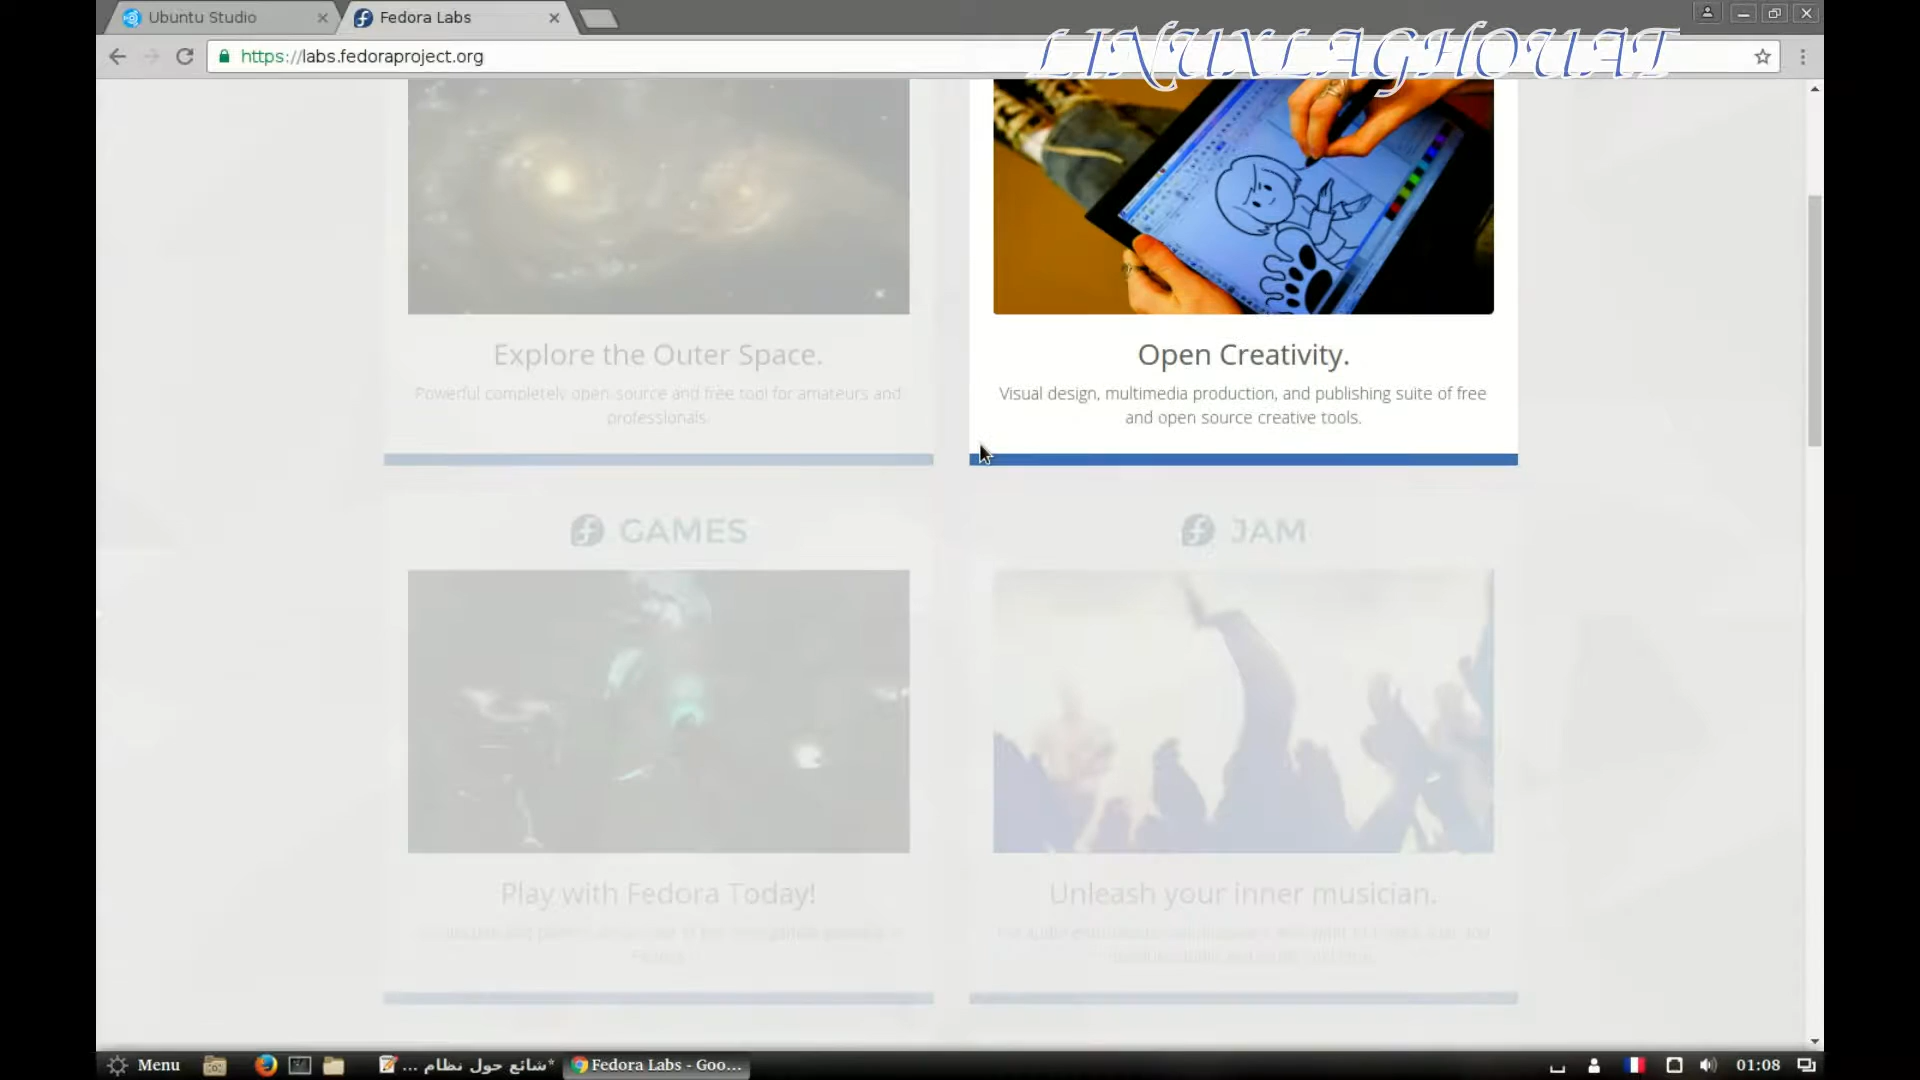 Ubuntu Studio
Fedora Labs
LINUXLAGHOUAT
https://labs.fedoraproject.org
Explore the Outer Space.
Powerful completely open source and free tool for amateurs and
professionals.
Open Creativity.
Visual design, multimedia production, and publishing suite of free
and open source creative tools.
GAMES
JAM
Play with Fedora Today!
Unleash your inner musician.
Menu
*شائع حول نظام ...
Fedora Labs - Goo...
01:08